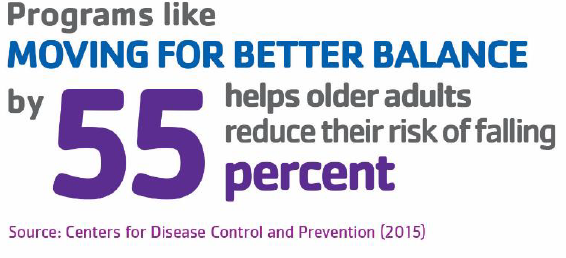 Programs like
MOVING FOR BETTER BALANCE
helps older adults
reduce their risk of falling
by 55 percent
Source: Centers for Disease Control and Prevention (2015)